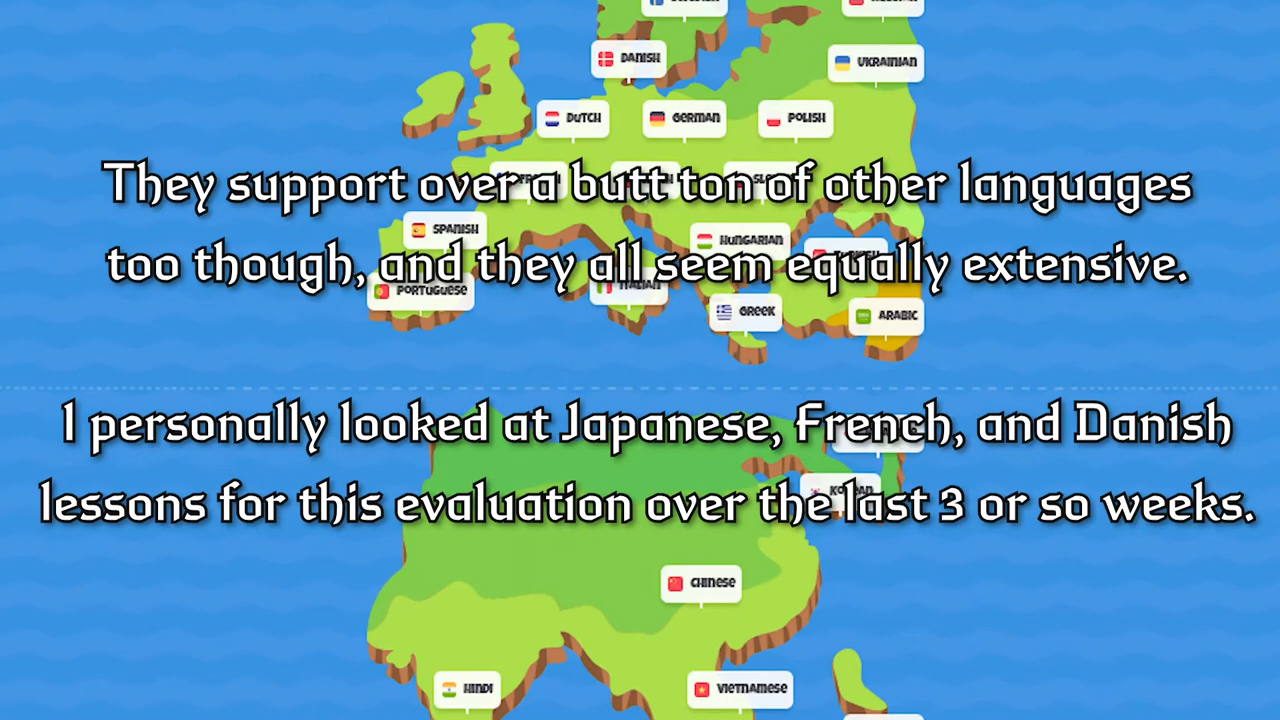 DANISH
UKRAINIAN
DUTCH
GERMAN
POLISH
They support over a butt ton of other languages
SPANISH
HUNGARIAN
too though, and they all seem equally extensive.
PORTUGUESE
ITALIAN
GREEK
ARABIC
I personally looked at Japanese, French, and Danish
lessons for this evaluation over the last 3 or so weeks.
KOREAN
CHINESE
HINDI
VIETNAMESE